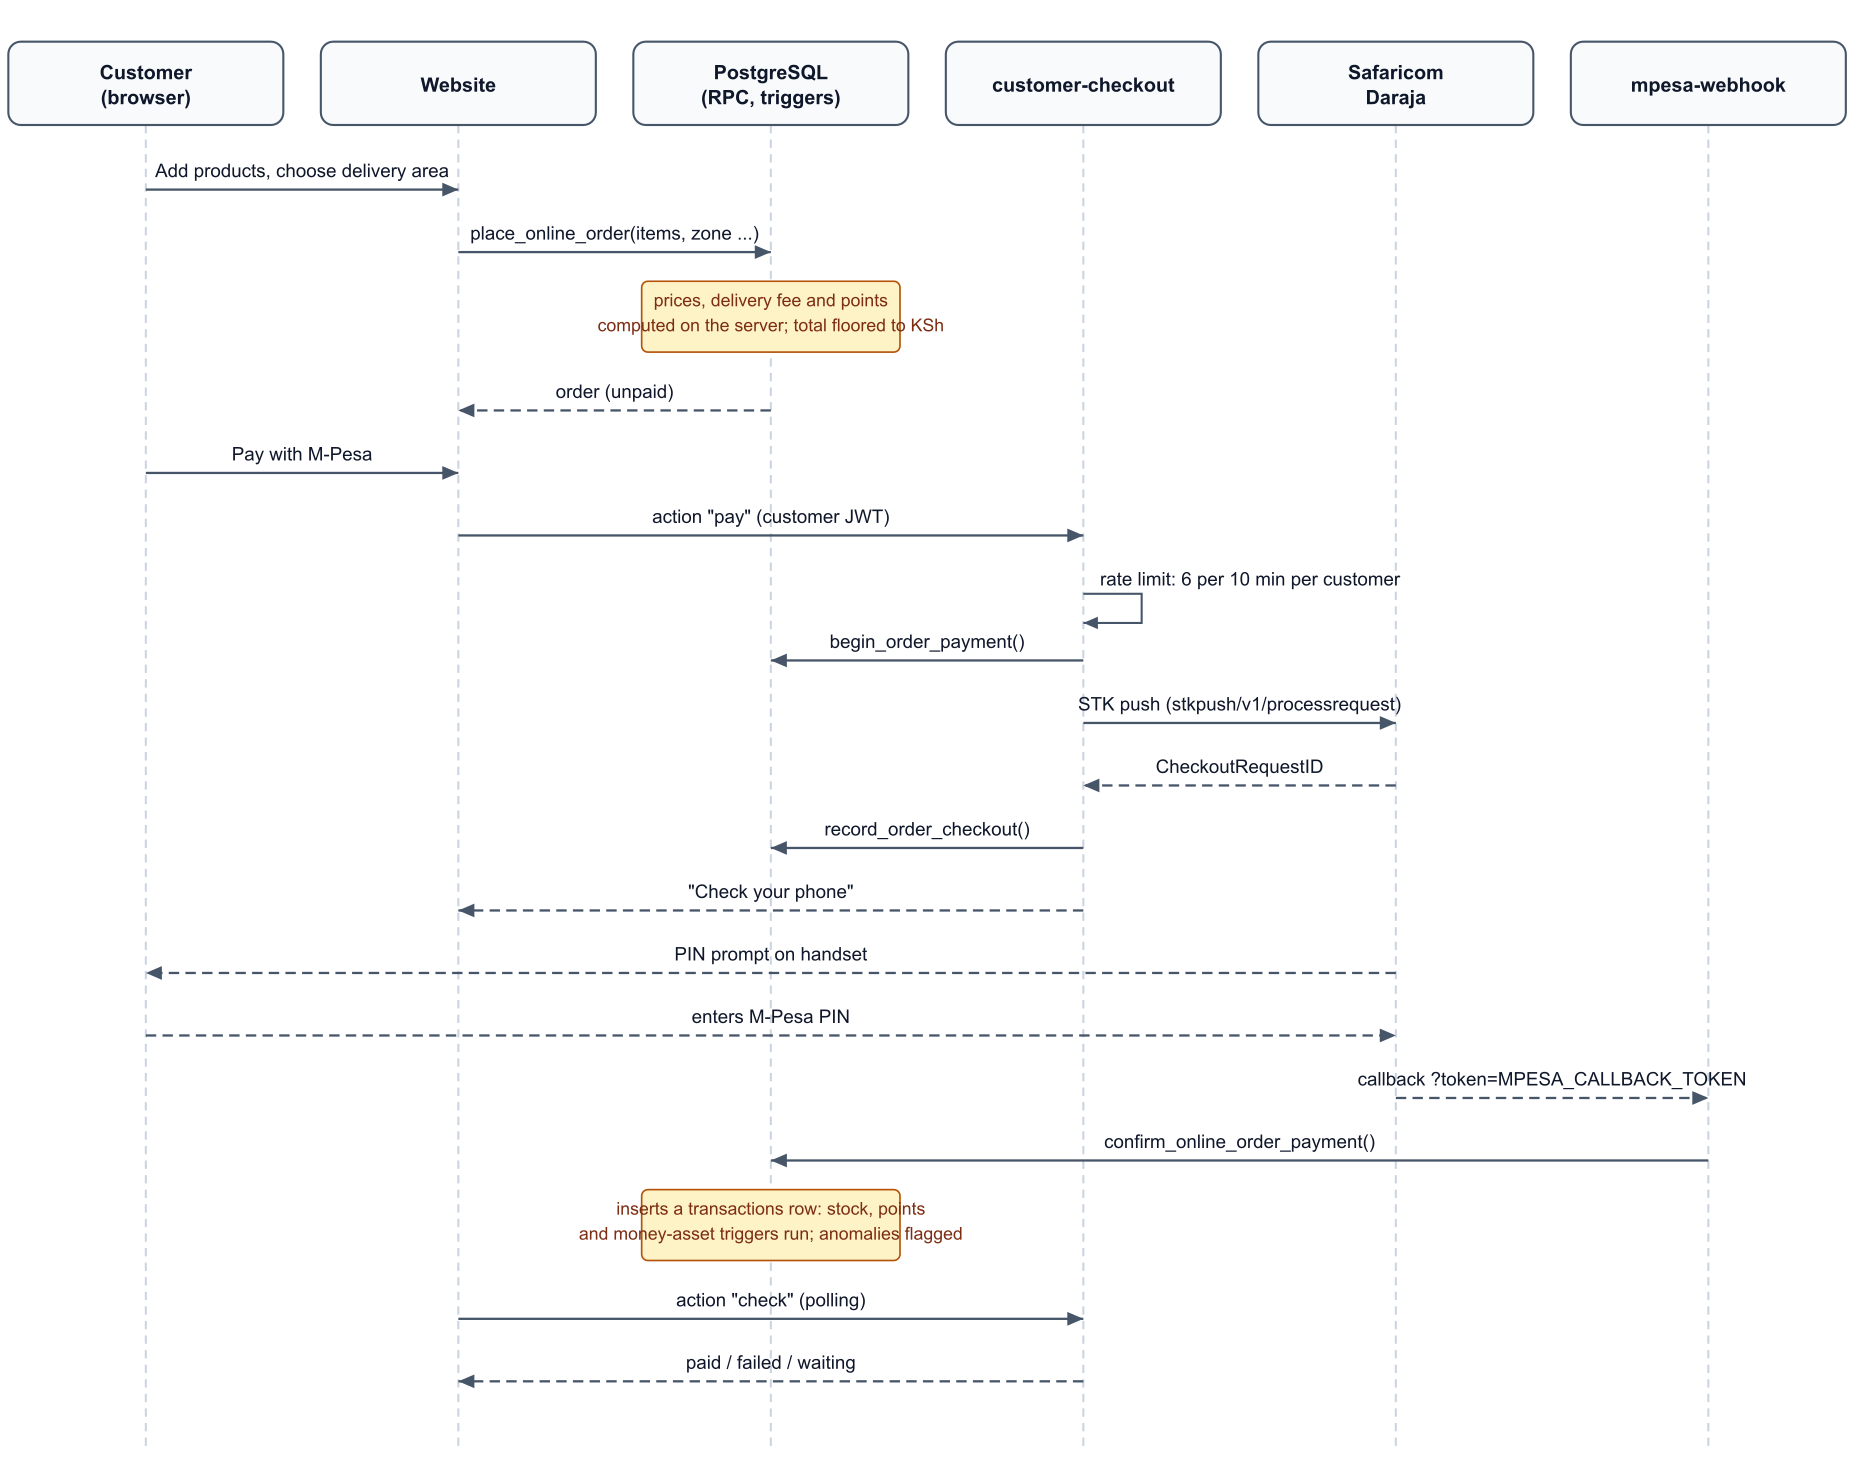 Customer
(browser)
Website
PostgreSQL
(RPC, triggers)
customer-checkout
Safaricom
Daraja
mpesa-webhook
Add products, choose delivery area
place_online_order(items, zone ...)
prices, delivery fee and points
computed on the server; total floored to KSh
order (unpaid)
Pay with M-Pesa
action "pay" (customer JWT)
rate limit: 6 per 10 min per customer
begin_order_payment()
STK push (stkpush/v1/processrequest)
CheckoutRequestID
record_order_checkout()
"Check your phone"
PIN prompt on handset
enters M-Pesa PIN
callback ?token=MPESA_CALLBACK_TOKEN
confirm_online_order_payment()
inserts a transactions row: stock, points
and money-asset triggers run; anomalies flagged
action "check" (polling)
paid / failed / waiting